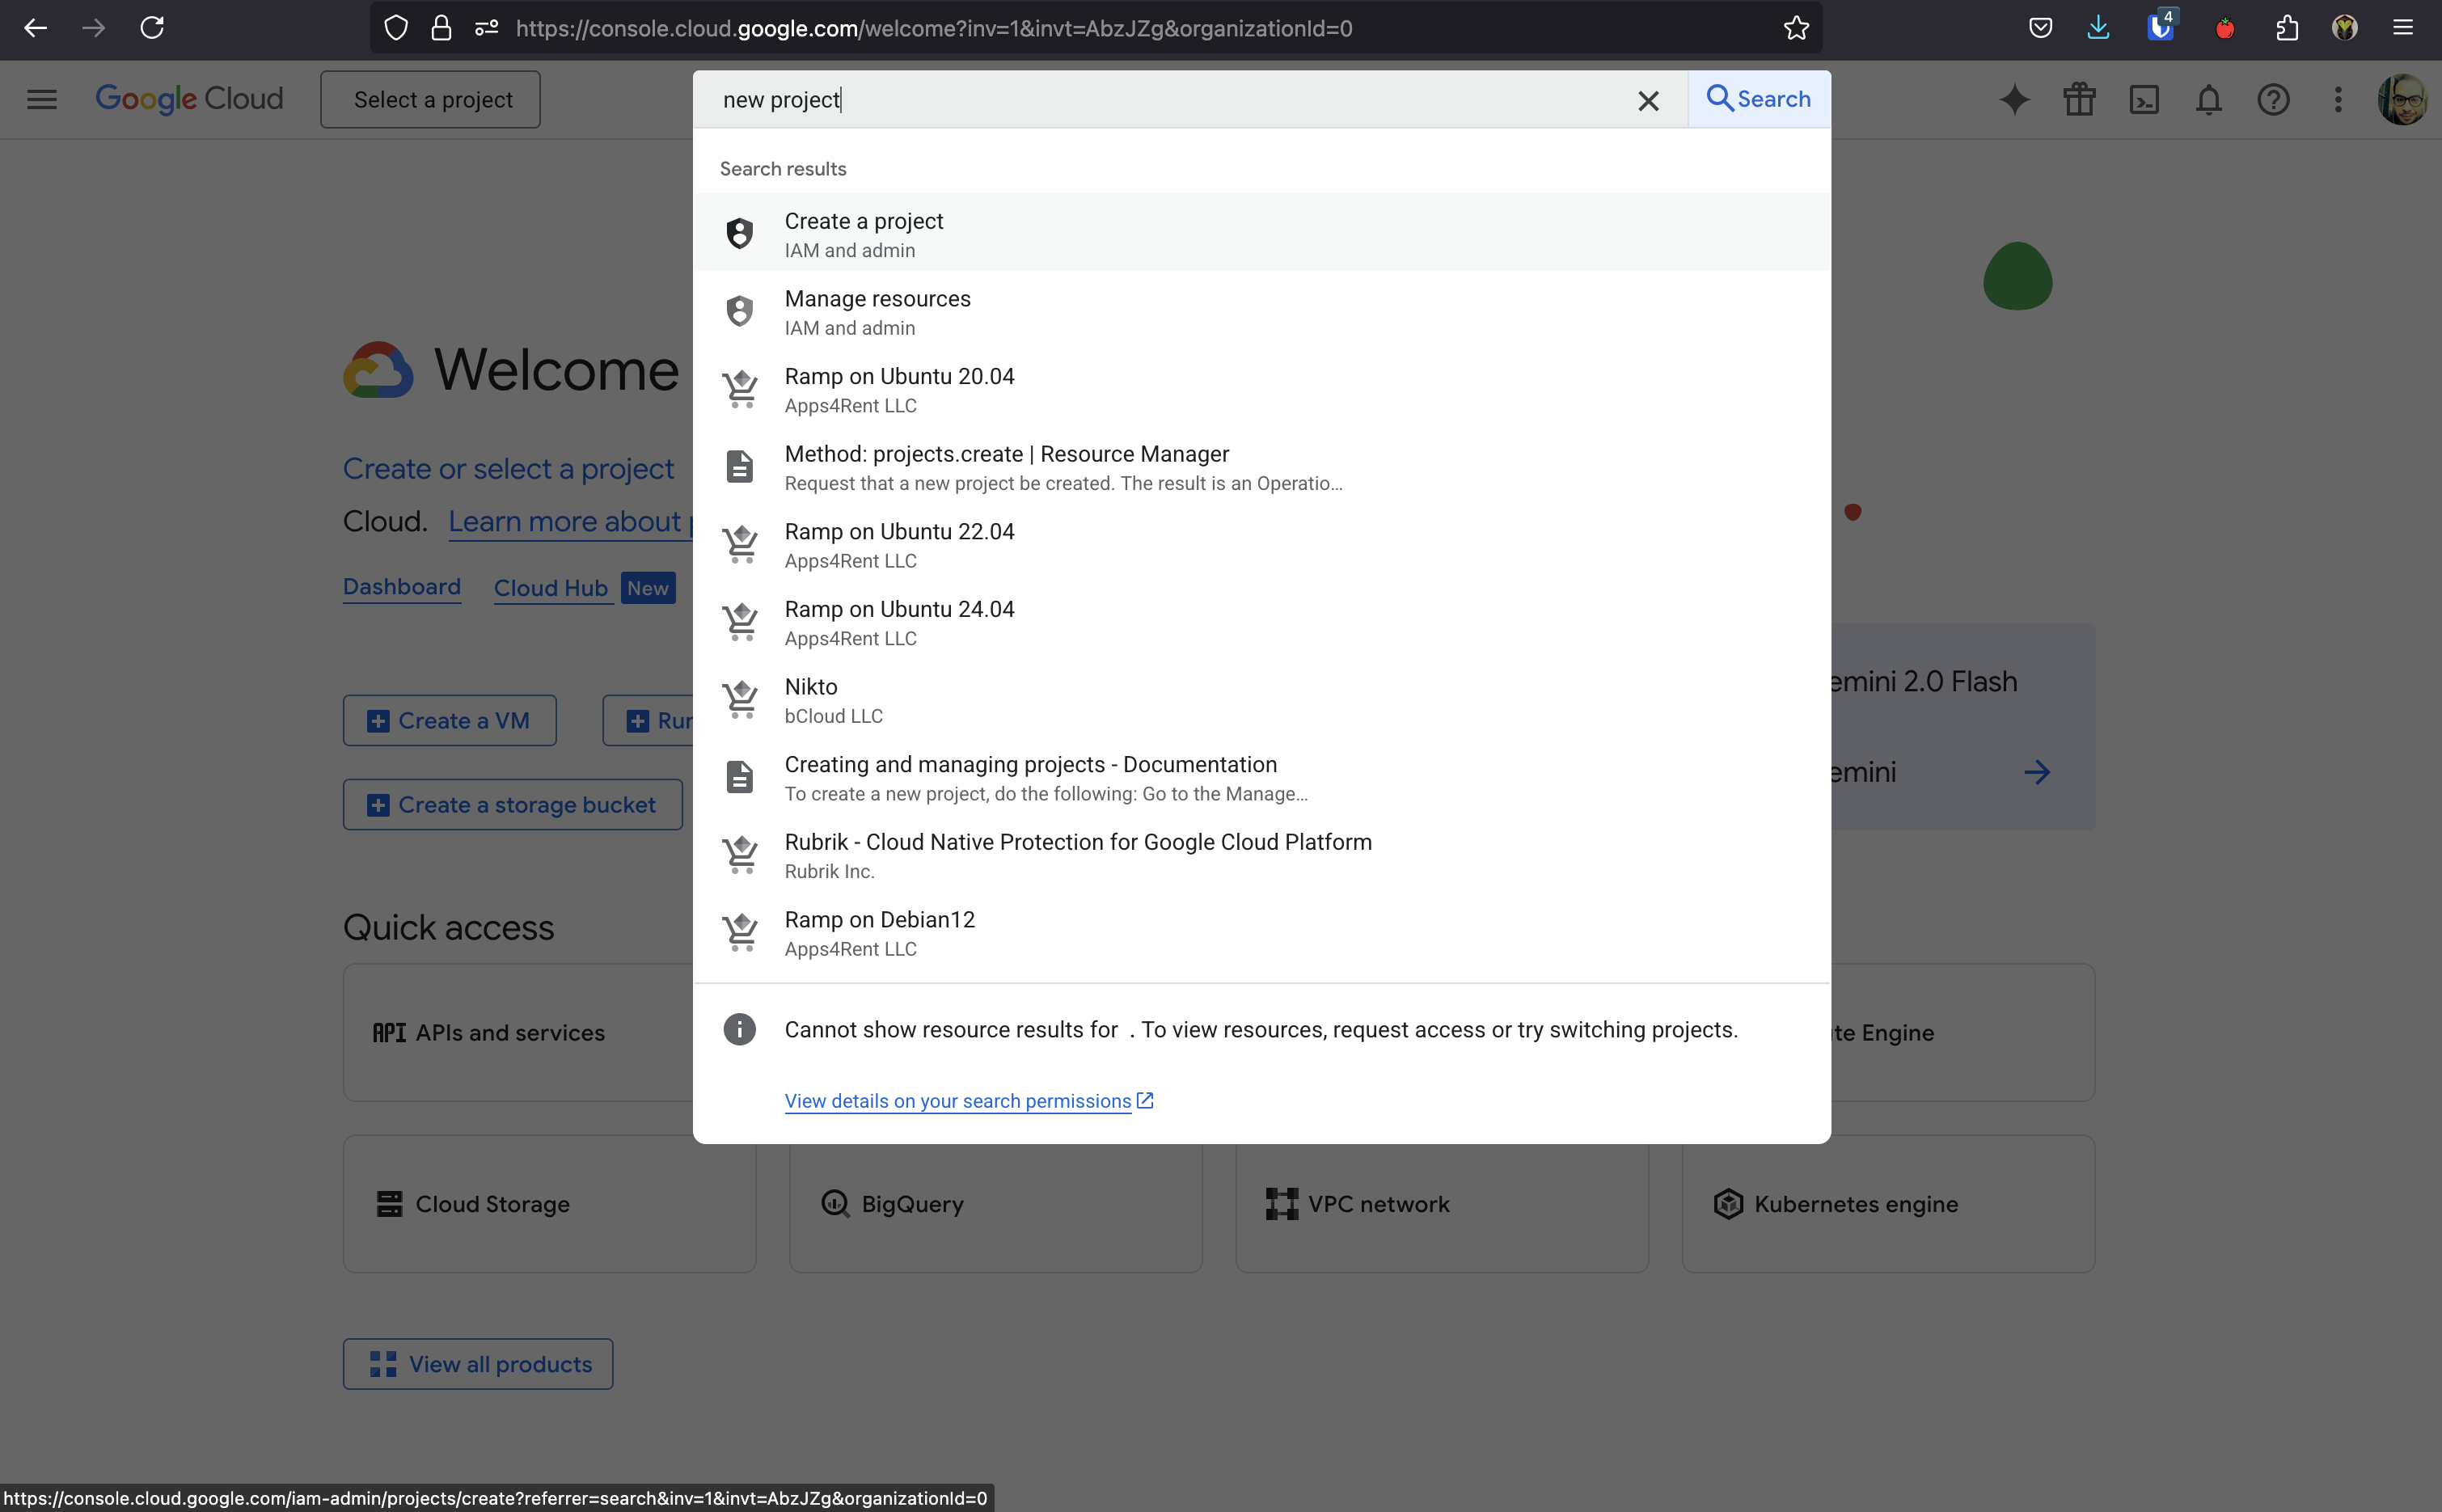 https://console.cloud.google.com/welcome?inv=1&invt=AbzJZg&organizationId=0
4
Google Cloud
Select a project
new project
Search
Search results
Create a project
IAM and admin
Manage resources
IAM and admin
Ramp on Ubuntu 20.04
Apps4Rent LLC
Method: projects.create | Resource Manager
Request that a new project be created. The result is an Operatio...
Ramp on Ubuntu 22.04
Apps4Rent LLC
Ramp on Ubuntu 24.04
Apps4Rent LLC
Nikto
bCloud LLC
Creating and managing projects - Documentation
To create a new project, do the following: Go to the Manage...
Rubrik - Cloud Native Protection for Google Cloud Platform
Rubrik Inc.
Ramp on Debian12
Apps4Rent LLC
Cannot show resource results for . To view resources, request access or try switching projects.
View details on your search permissions
Welcome
Create or select a project
Cloud. Learn more about
Dashboard
Cloud Hub New
Create a VM
Create a storage bucket
2.0 Flash
Quick access
API APIs and services
Engine
Cloud Storage
BigQuery
VPC network
Kubernetes engine
View all products
https://console.cloud.google.com/iam-admin/projects/create?referrer=search&inv=1&invt=AbzJZg&organizationId=0